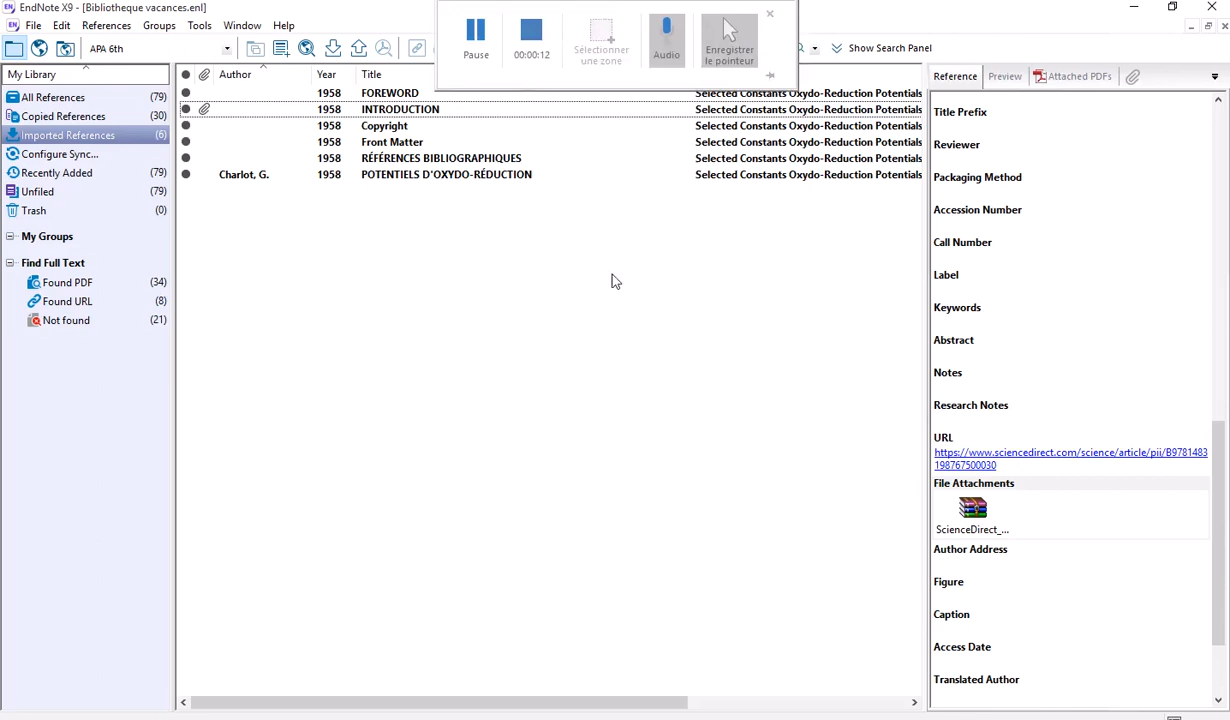 EndNote X9 - [Bibliotheque vacances.enl]
File Edit References Groups Tools Window Help
APA 6th
Pause
00:00:12
Sélectionner
une zone
Audio
Enregistrer
le pointeur
Show Search Panel
My Library
All References (79)
Copied References (30)
Imported References (6)
Configure Sync...
Recently Added (79)
Unfiled (79)
Trash (0)
My Groups
Find Full Text
Found PDF (34)
Found URL (8)
Not found (21)
Author Year Title
1958 FOREWORD Selected Constants Oxydo-Reduction Potentials
1958 INTRODUCTION Selected Constants Oxydo-Reduction Potentials
1958 Copyright Selected Constants Oxydo-Reduction Potentials
1958 Front Matter Selected Constants Oxydo-Reduction Potentials
1958 RÉFÉRENCES BIBLIOGRAPHIQUES Selected Constants Oxydo-Reduction Potentials
Charlot, G. 1958 POTENTIELS D'OXYDO-RÉDUCTION Selected Constants Oxydo-Reduction Potentials
Reference Preview Attached PDFs
Title Prefix
Reviewer
Packaging Method
Accession Number
Call Number
Label
Keywords
Abstract
Notes
Research Notes
URL
https://www.sciencedirect.com/science/article/pii/B9781483
198767500030
File Attachments
ScienceDirect_...
Author Address
Figure
Caption
Access Date
Translated Author